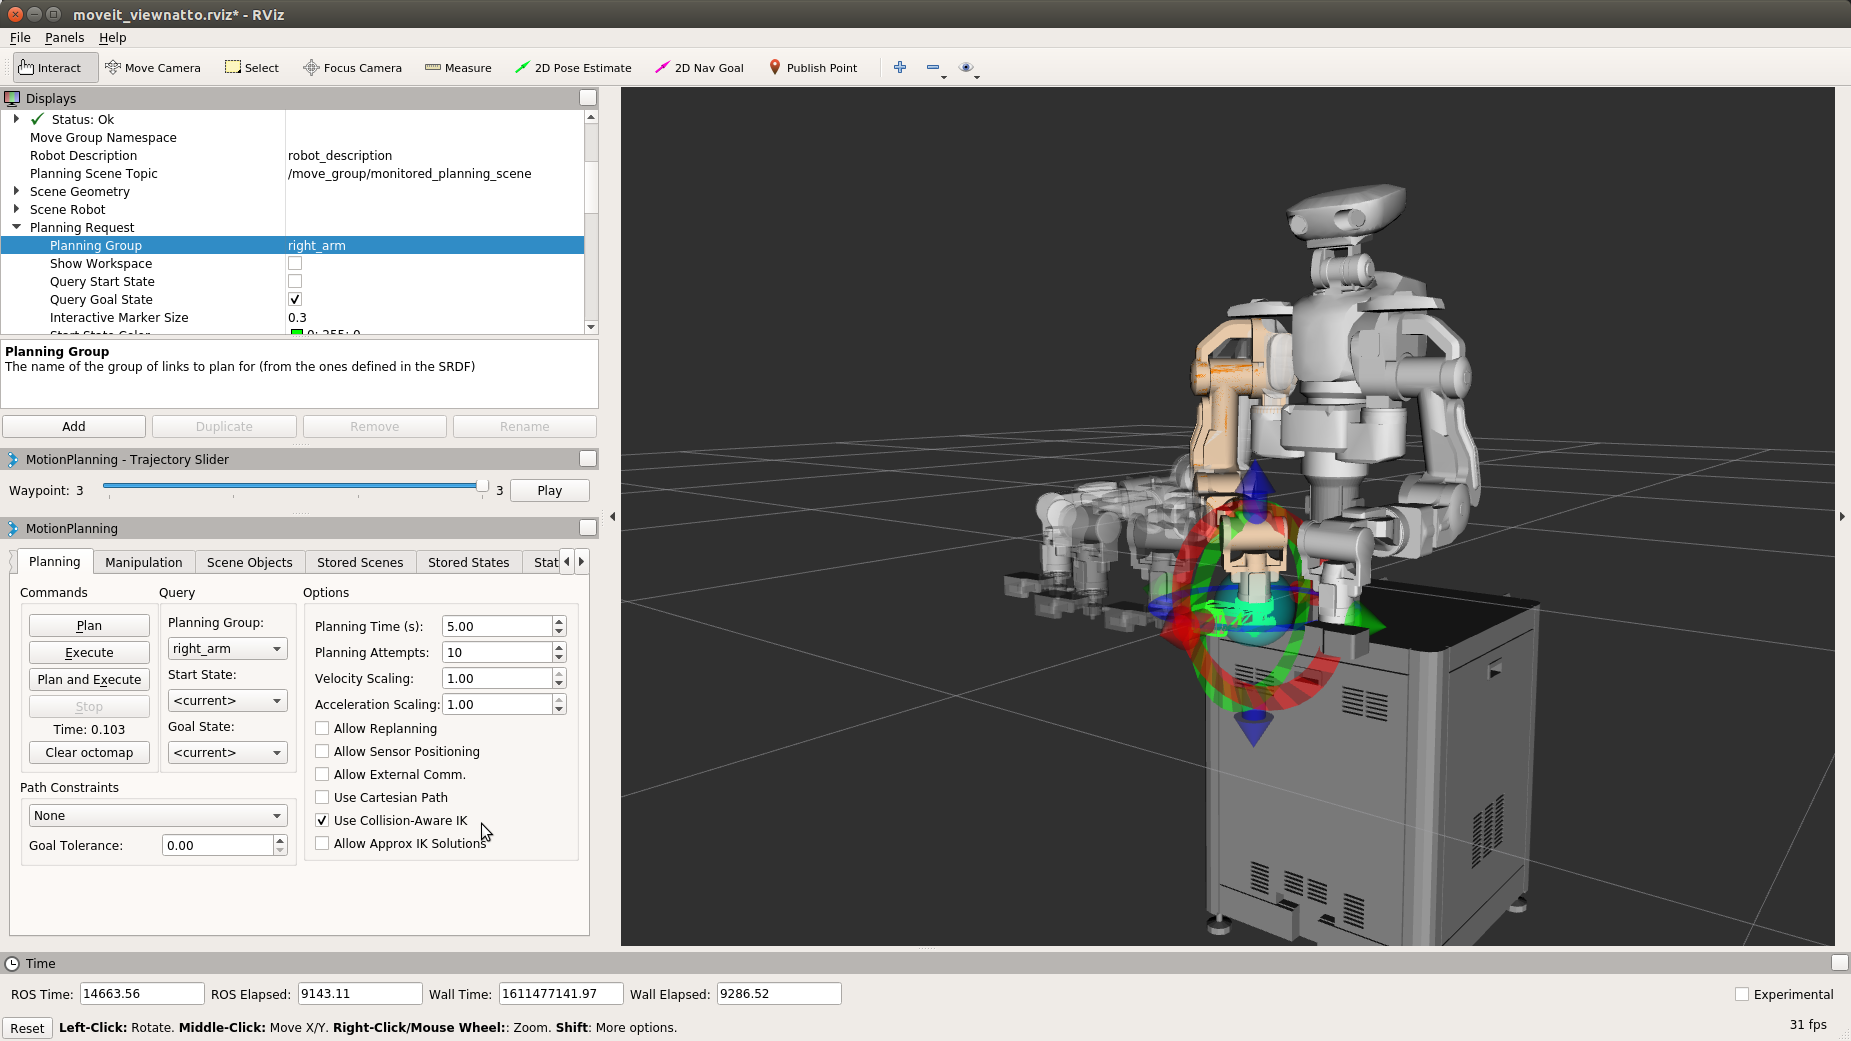 moveit_viewnatto.rviz* - RViz
File Panels Help
Interact Move Camera Select Focus Camera Measure 2D Pose Estimate 2D Nav Goal Publish Point
Displays
Status: Ok
Move Group Namespace
Robot Description robot_description
Planning Scene Topic /move_group/monitored_planning_scene
Scene Geometry
Scene Robot
Planning Request
Planning Group right_arm
Show Workspace
Query Start State
Query Goal State
Interactive Marker Size 0.3
Start State Color 0; 255; 0
Planning Group
The name of the group of links to plan for (from the ones defined in the SRDF)
Add Duplicate Remove Rename
MotionPlanning - Trajectory Slider
Waypoint: 3 3 Play
MotionPlanning
Planning Manipulation Scene Objects Stored Scenes Stored States Stat
Commands Query Options
Plan
Execute
Plan and Execute
Stop
Time: 0.103
Clear octomap
Planning Group:
right_arm
Start State:
<current>
Goal State:
<current>
Path Constraints
None
Goal Tolerance: 0.00
Planning Time (s): 5.00
Planning Attempts: 10
Velocity Scaling: 1.00
Acceleration Scaling: 1.00
Allow Replanning
Allow Sensor Positioning
Allow External Comm.
Use Cartesian Path
Use Collision-Aware IK
Allow Approx IK Solutions
Time
ROS Time: 14663.56 ROS Elapsed: 9143.11 Wall Time: 1611477141.97 Wall Elapsed: 9286.52 Experimental
Reset Left-Click: Rotate. Middle-Click: Move X/Y. Right-Click/Mouse Wheel:: Zoom. Shift: More options. 31 fps